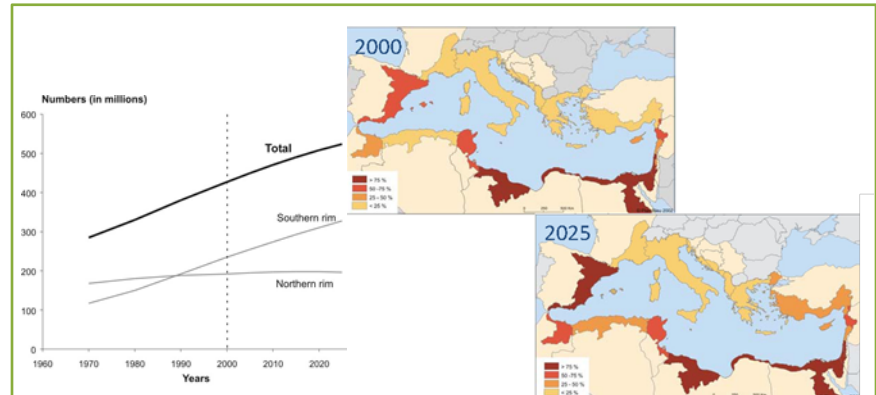 Numbers (in millions)
600
500
400
300
200
100
0
1960
1970
1980
1990
2000
2010
2020
Years
Total
Southern rim
Northern rim
2000
> 75 %
50 -75 %
25 - 50 %
< 25 %
2025
> 75 %
50 -75 %
25 - 50 %
< 25 %